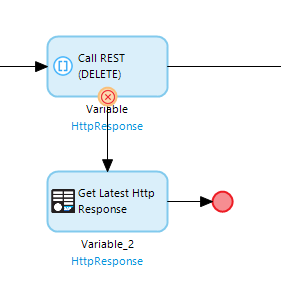 Call REST
(DELETE)
Variable
HttpResponse
Get Latest Http
Response
Variable_2
HttpResponse